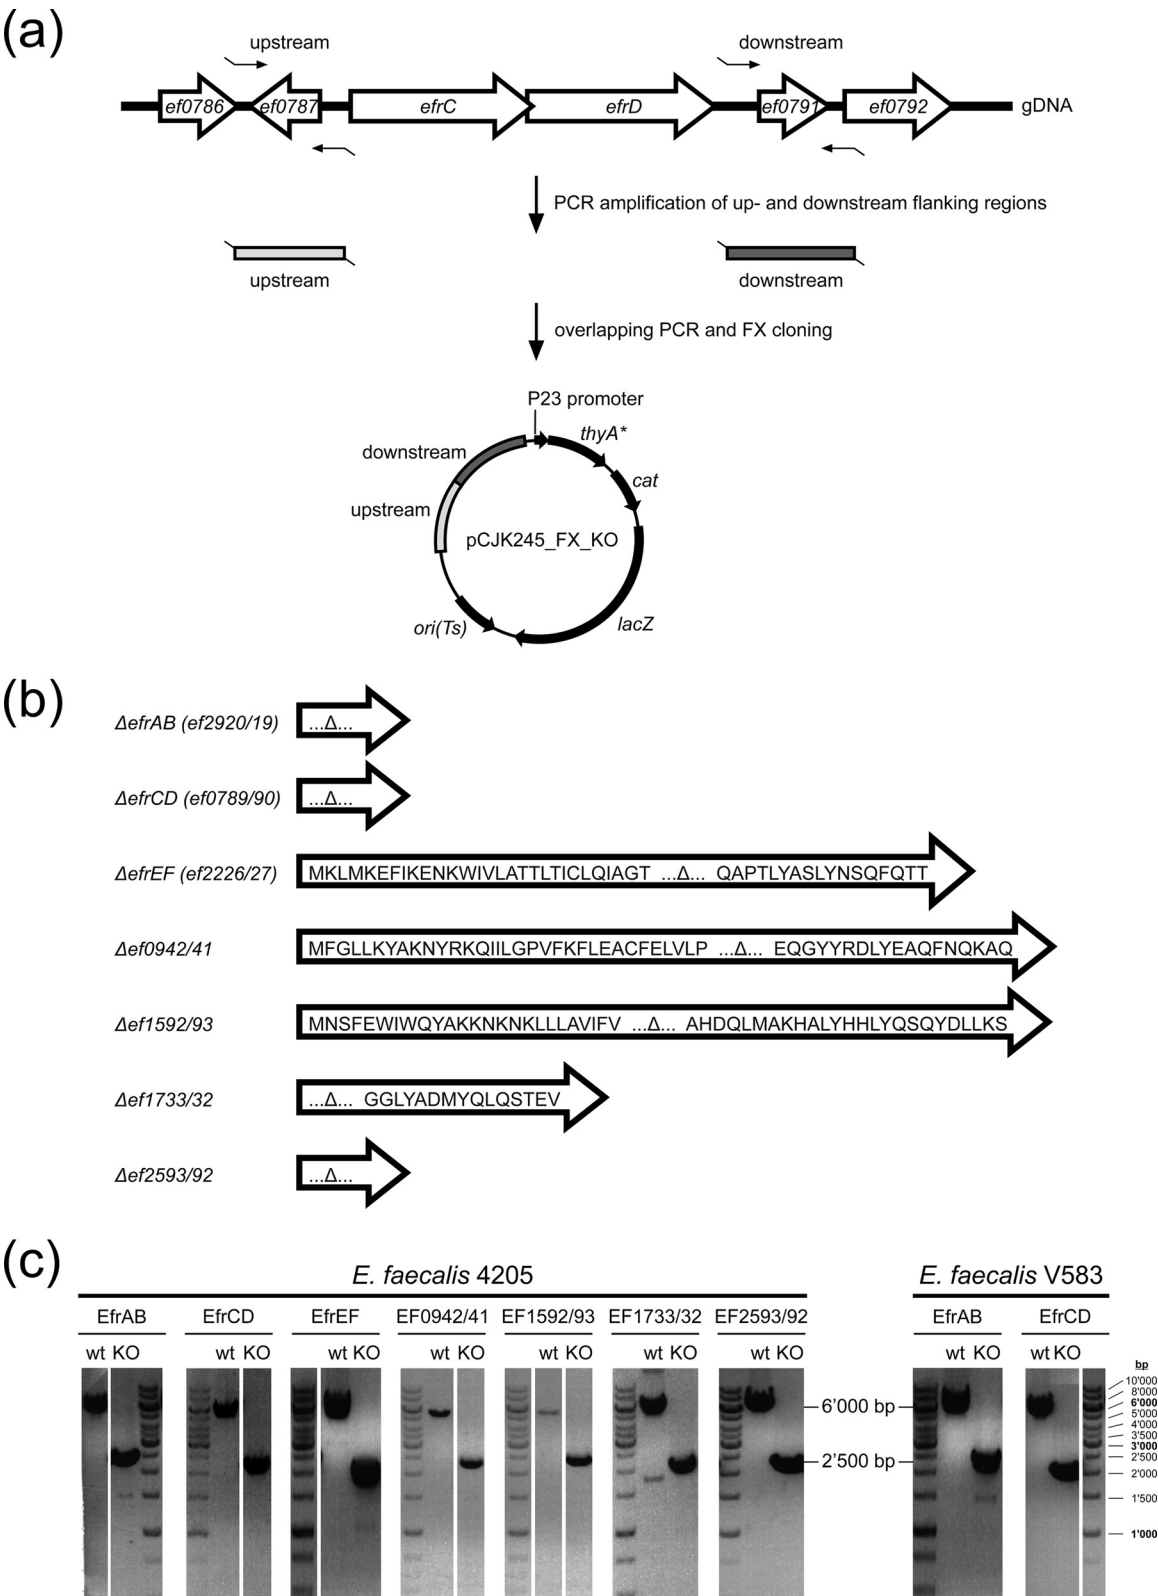 (a)
upstream
downstream
ef0786
ef0787
efrC
efrD
ef0791
ef0792
gDNA
PCR amplification of up- and downstream flanking regions
upstream
downstream
overlapping PCR and FX cloning
P23 promoter
thyA*
downstream
cat
upstream
pCJK245_FX_KO
ori(Ts)
lacZ
(b)
ΔefrAB (ef2920/19) ...Δ...
ΔefrCD (ef0789/90) ...Δ...
ΔefrEF (ef2226/27) MKLMKEFIKENKWIVLATTLTICLQIAGT ...Δ... QAPTLYASLYNSQFQTT
Δef0942/41 MFGLLKYAKNYRKQIILGPVFKFLEACFELVLP ...Δ... EQGYYRDLYEAQFNQKAQ
Δef1592/93 MNSFEWIWQYAKKNKNKLLLAVIFV ...Δ... AHDQLMAKHALYHHLYQSQYDLLKS
Δef1733/32 ...Δ... GGLYADMYQLQSTEV
Δef2593/92 ...Δ...
(c)
E. faecalis 4205 E. faecalis V583
EfrAB EfrCD EfrEF EF0942/41 EF1592/93 EF1733/32 EF2593/92 EfrAB EfrCD
wt KO wt KO wt KO wt KO wt KO wt KO wt KO wt KO wt KO
bp
10'000
8'000
6'000
5'000
4'000
3'500
3'000
2'500
2'000
1'500
1'000
6'000 bp
2'500 bp